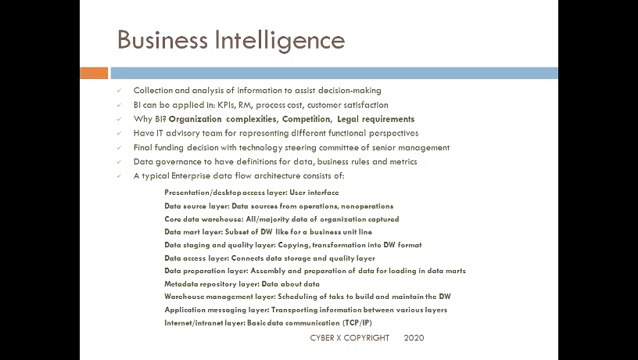 Business Intelligence
Collection and analysis of information to assist decision-making
BI can be applied in: KPIs, RM, process cost, customer satisfaction
Why BI? Organization complexities, Competition, Legal requirements
Have IT advisory team for representing different functional perspectives
Final funding decision with technology steering committee of senior management
Data governance to have definitions for data, business rules and metrics
A typical Enterprise data flow architecture consists of:
Presentation/desktop access layer: User interface
Data source layer: Data sources from operations, nonoperations
Core data warehouse: All/majority data of organization captured
Data mart layer: Subset of DW like for a business unit line
Data staging and quality layer: Copying, transformation into DW format
Data access layer: Connects data storage and quality layer
Data preparation layer: Assembly and preparation of data for loading in data marts
Metadata repository layer: Data about data
Warehouse management layer: Scheduling of taks to build and maintain the DW
Application messaging layer: Transporting information between various layers
Internet/intranet layer: Basic data communication (TCP/IP)
CYBER X COPYRIGHT 2020